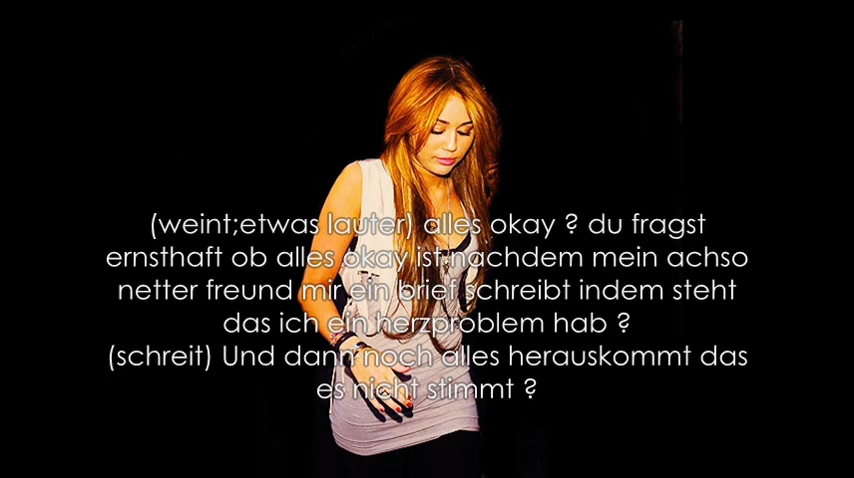 (weint;etwas lauter) alles okay ? du fragst
ernsthaft ob alles okay ist nachdem mein achso
netter freund mir ein brief schreibt indem steht
das ich ein herzproblem hab ?
(schreit) Und dann noch alles herauskommt das
es nicht stimmt ?